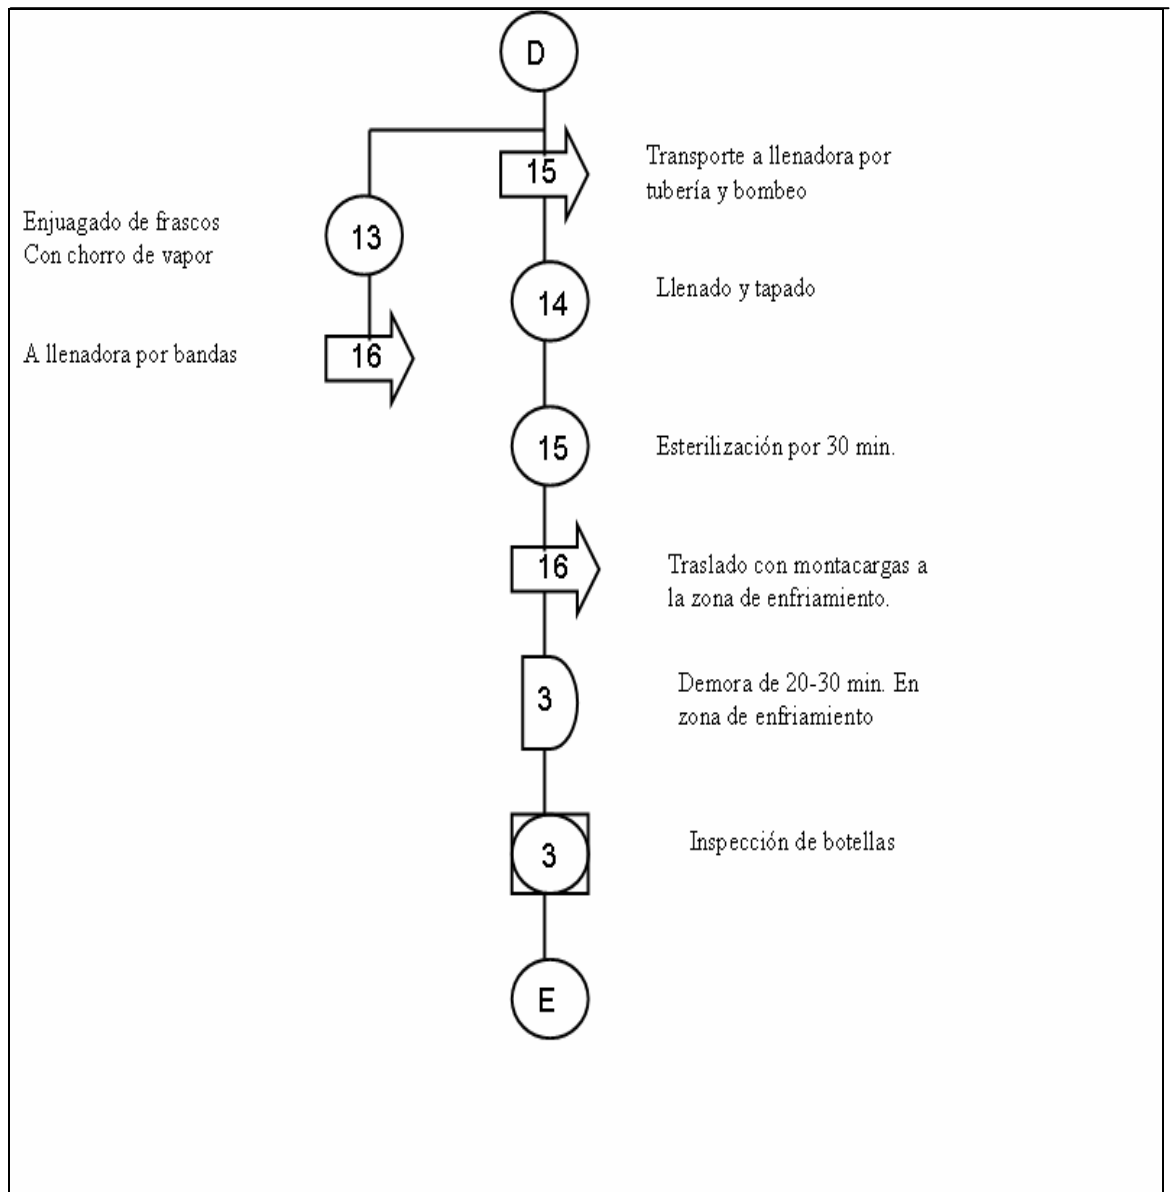 D
15
Transporte a llenadora por
tubería y bombeo
Enjuagado de frascos
Con chorro de vapor
13
14
Llenado y tapado
A llenadora por bandas
16
15
Esterilización por 30 min.
16
Traslado con montacargas a
la zona de enfriamiento.
3
Demora de 20-30 min. En
zona de enfriamiento
3
Inspección de botellas
E